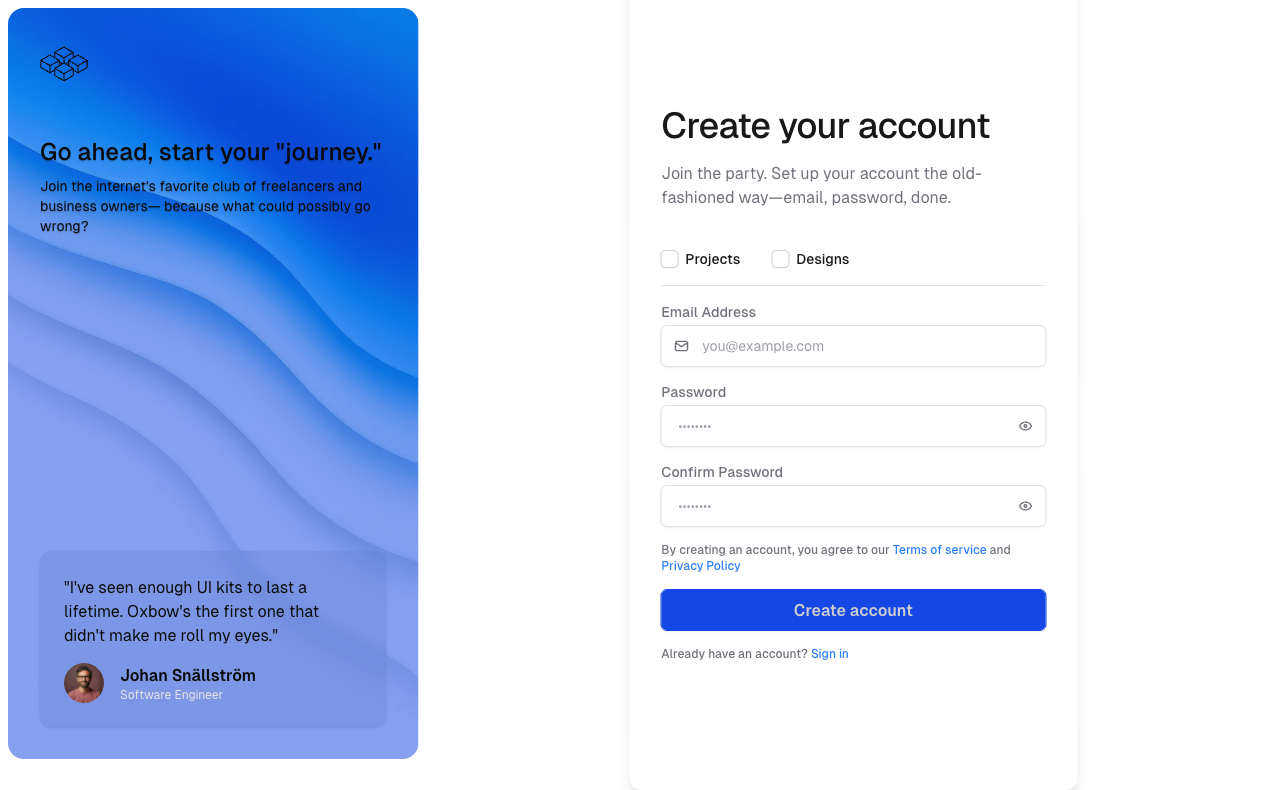 Go ahead, start your "journey."
Join the internet's favorite club of freelancers and
business owners— because what could possibly go
wrong?
"I've seen enough UI kits to last a
lifetime. Oxbow's the first one that
didn't make me roll my eyes."
Johan Snällström
Software Engineer
Create your account
Join the party. Set up your account the old-
fashioned way—email, password, done.
Projects
Designs
Email Address
you@example.com
Password
••••••••
Confirm Password
••••••••
By creating an account, you agree to our Terms of service and
Privacy Policy
Create account
Already have an account? Sign in